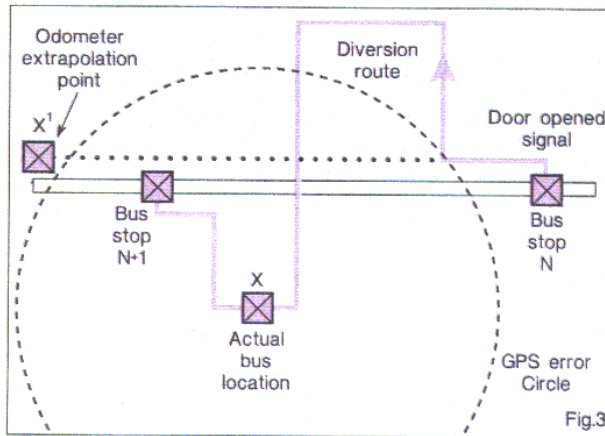 Odometer
extrapolation
point
X¹
Diversion
route
Door opened
signal
Bus
stop
N+1
Bus
stop
N
X
Actual
bus
location
GPS error
Circle
Fig.3